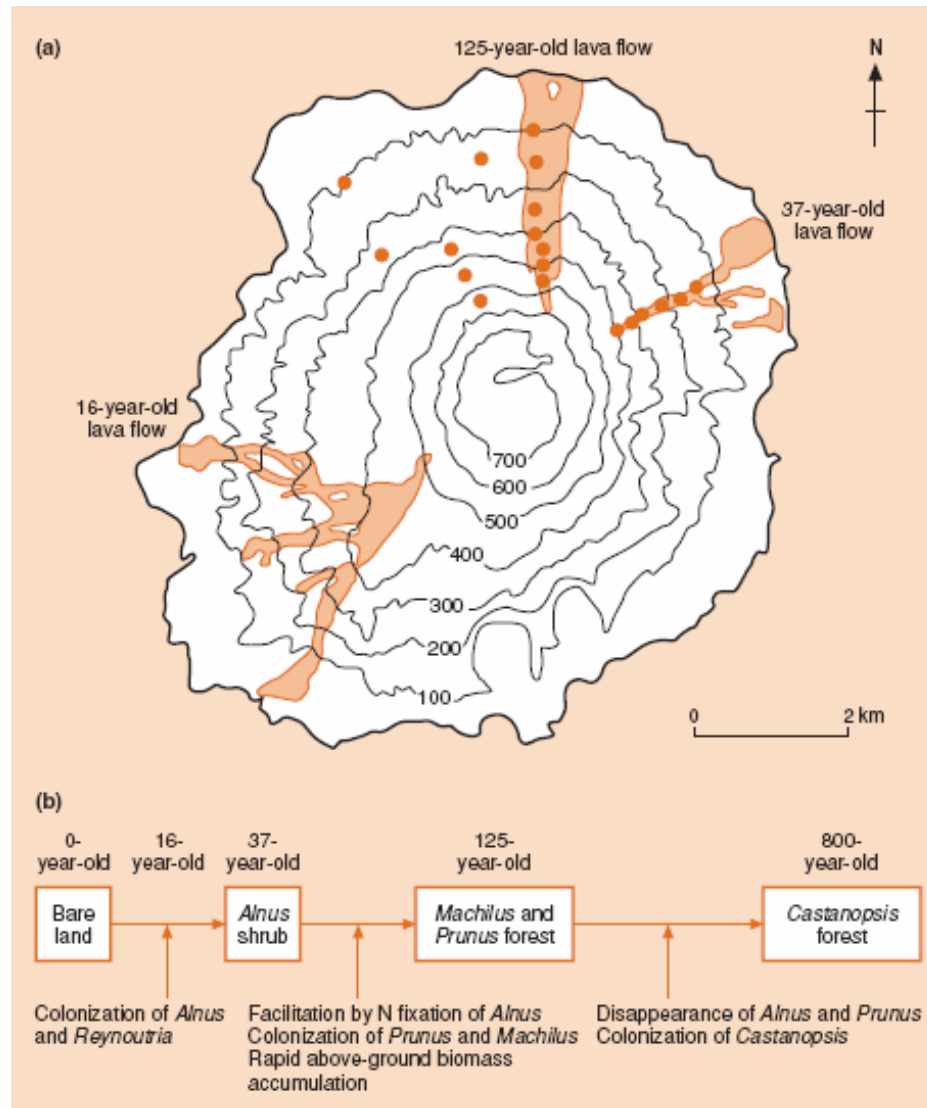 (a)
125-year-old lava flow
N
37-year-old
lava flow
16-year-old
lava flow
700
600
500
400
300
200
100
0 2 km
(b)
0-
year-old
16-
year-old
37-
year-old
125-
year-old
800-
year-old
Bare
land
Alnus
shrub
Machilus and
Prunus forest
Castanopsis
forest
Colonization of Alnus
and Reynoutria
Facilitation by N fixation of Alnus
Colonization of Prunus and Machilus
Rapid above-ground biomass
accumulation
Disappearance of Alnus and Prunus
Colonization of Castanopsis